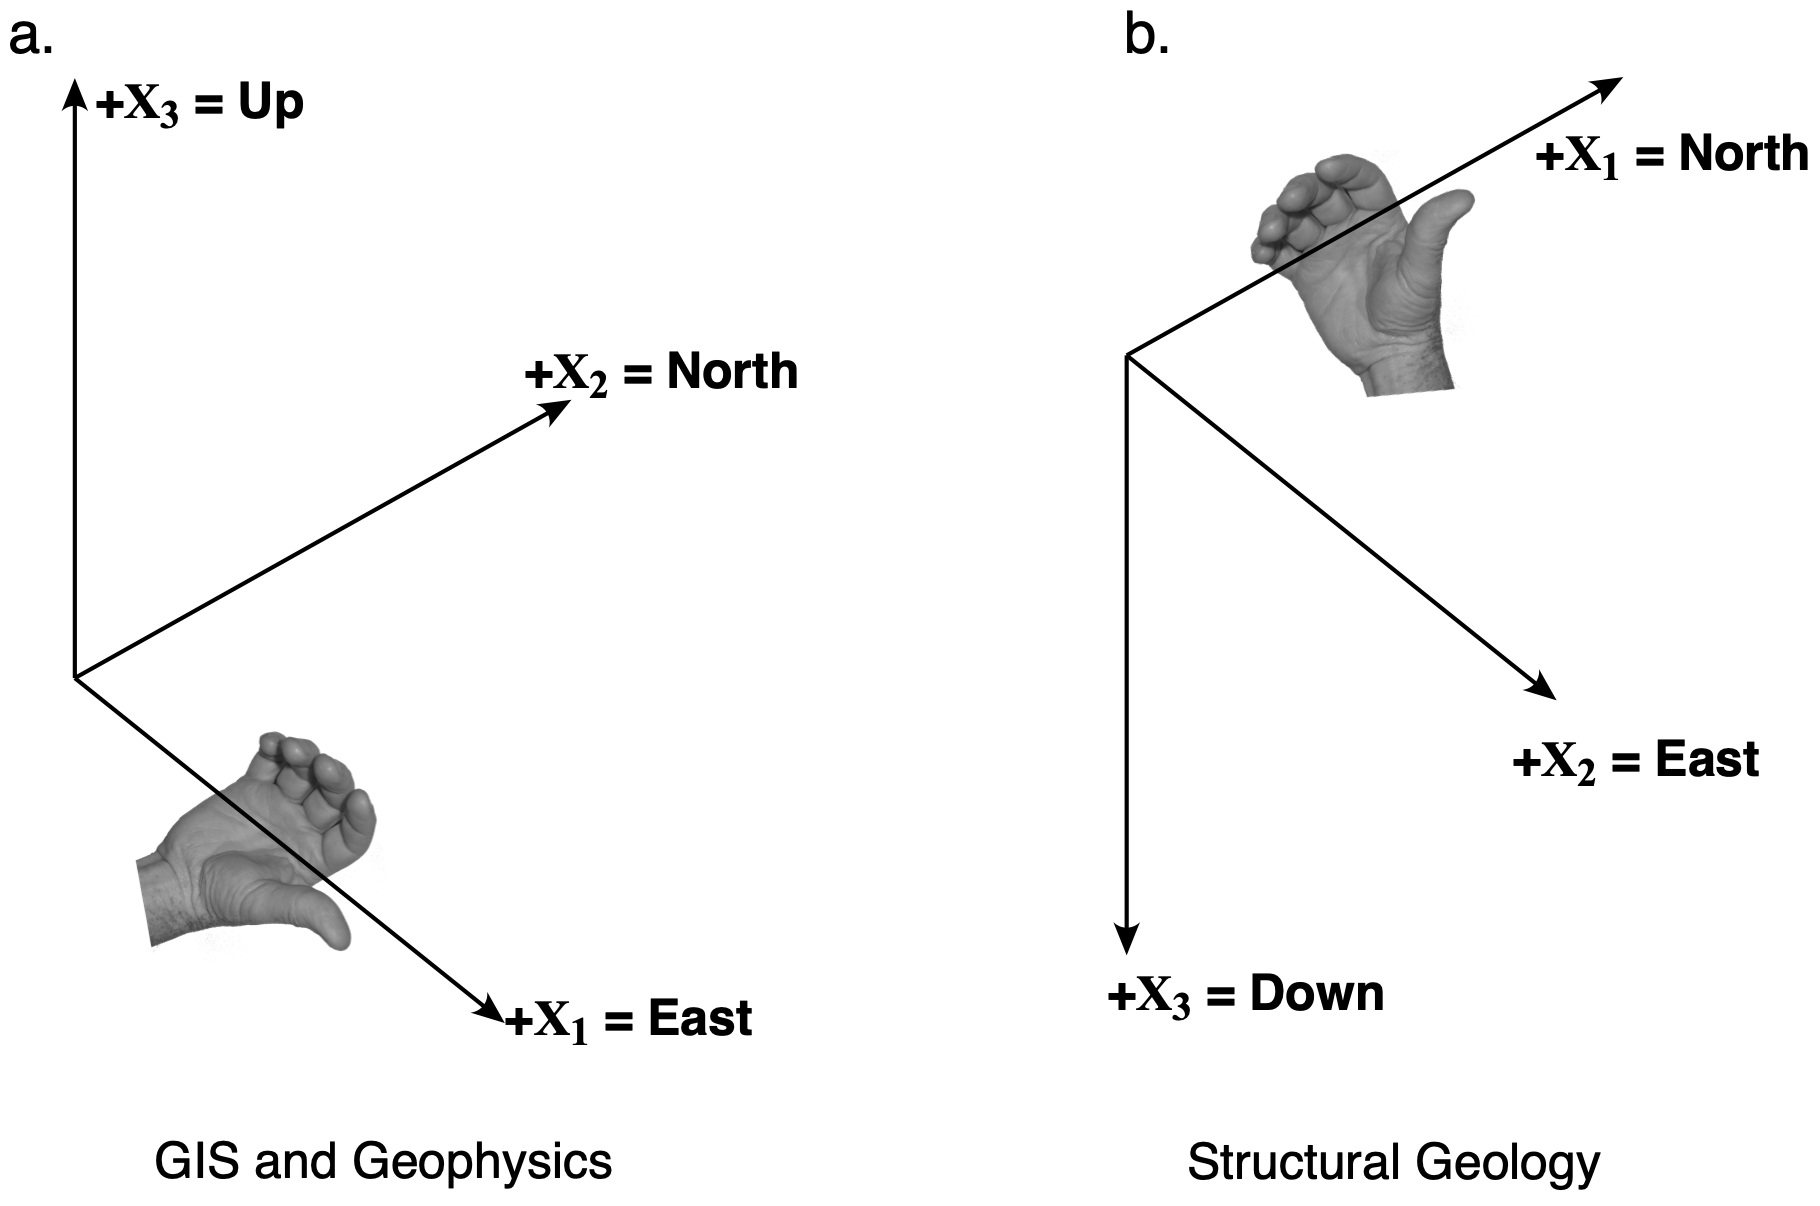 a.
+X₃ = Up
+X₂ = North
+X₁ = East
GIS and Geophysics
b.
+X₁ = North
+X₂ = East
+X₃ = Down
Structural Geology